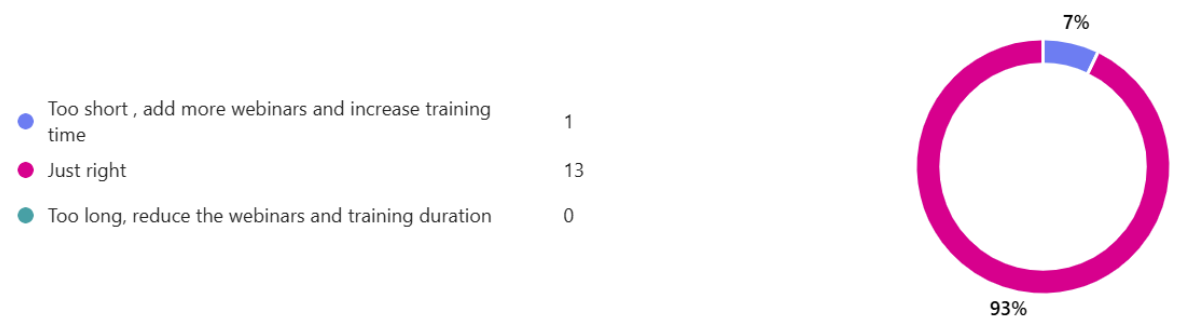 7%
Too short , add more webinars and increase training
time
1
Just right
13
Too long, reduce the webinars and training duration
0
93%